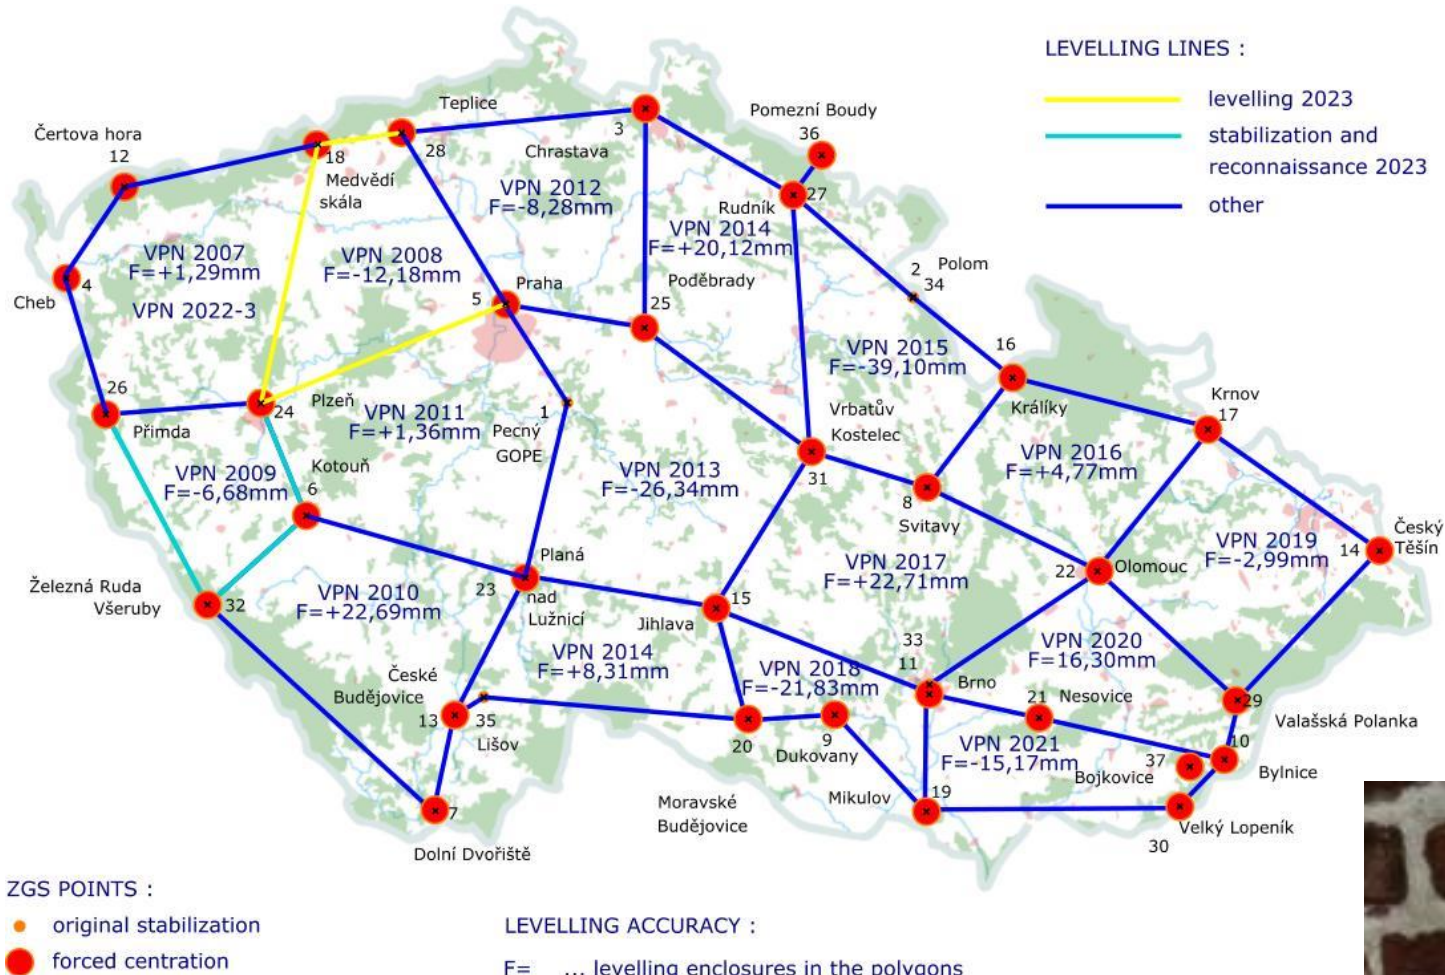 LEVELLING LINES :
levelling 2023
stabilization and
reconnaissance 2023
other
Teplice
28
3
Chrastava
Pomezní Boudy
36
Čertova hora
12
18
Medvědí
skála
VPN 2012
F=-8,28mm
Rudník
27
VPN 2014
F=+20,12mm
VPN 2007
F=+1,29mm
VPN 2022-3
VPN 2008
F=-12,18mm
4
Cheb
5
Praha
Poděbrady
25
2
34
Polom
16
Králíky
VPN 2015
F=-39,10mm
26
Přimda
24
Plzeň
VPN 2011
F=+1,36mm
1
Pecný
GOPE
Vrbatův
Kostelec
31
Krnov
17
VPN 2009
F=-6,68mm
Kotouň
6
VPN 2013
F=-26,34mm
8
Svitavy
VPN 2016
F=+4,77mm
VPN 2019
F=-2,99mm
14
Český
Těšín
Železná Ruda
Všeruby
32
VPN 2010
F=+22,69mm
23
Planá
nad
Lužnicí
VPN 2017
F=+22,71mm
22
Olomouc
15
Jihlava
VPN 2014
F=+8,31mm
České
Budějovice
13
35
Lišov
VPN 2018
F=-21,83mm
33
11
Brno
VPN 2020
F=16,30mm
21
Nesovice
29
Valašská Polanka
20
Dukovany
9
Moravské
Budějovice
Mikulov
19
VPN 2021
F=-15,17mm
37
Bojkovice
10
Bylnice
Velký Lopeník
30
7
Dolní Dvořiště
ZGS POINTS :
original stabilization
forced centration
LEVELLING ACCURACY :
F= ... levelling enclosures in the polygons